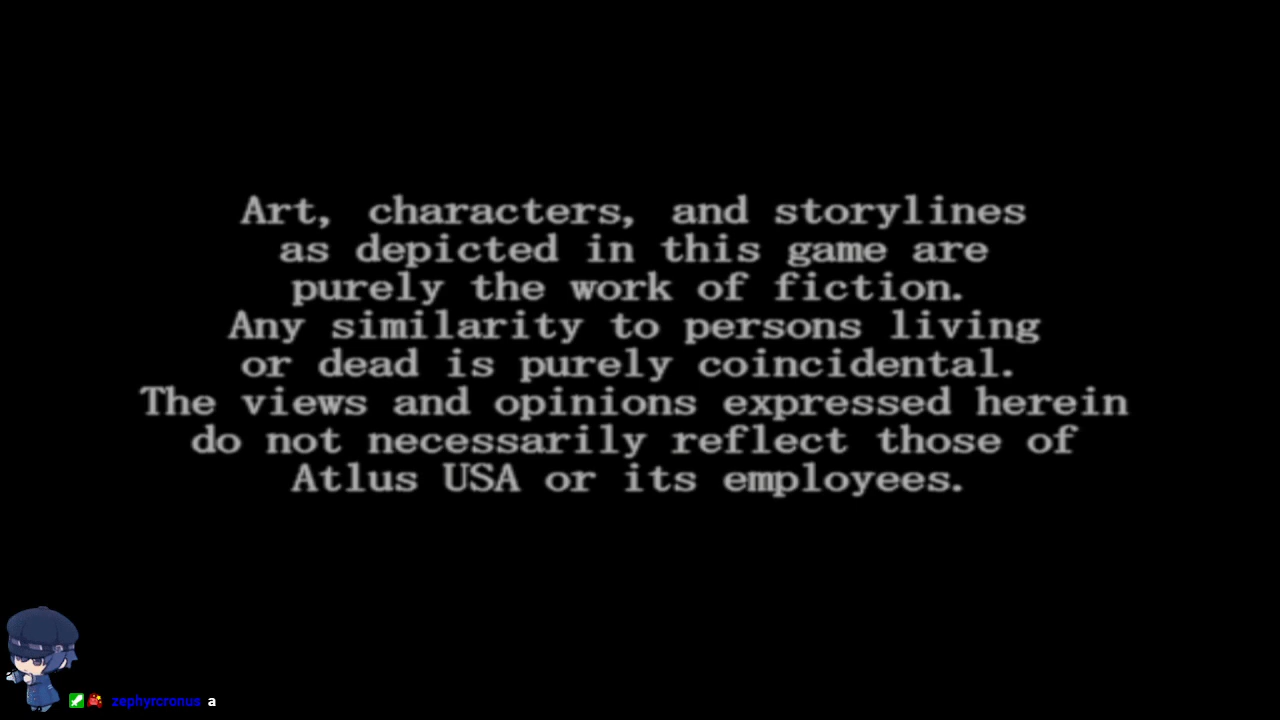 Art, characters, and storylines
as depicted in this game are
purely the work of fiction.
Any similarity to persons living
or dead is purely coincidental.
The views and opinions expressed herein
do not necessarily reflect those of
Atlus USA or its employees.
zephyrcronus a